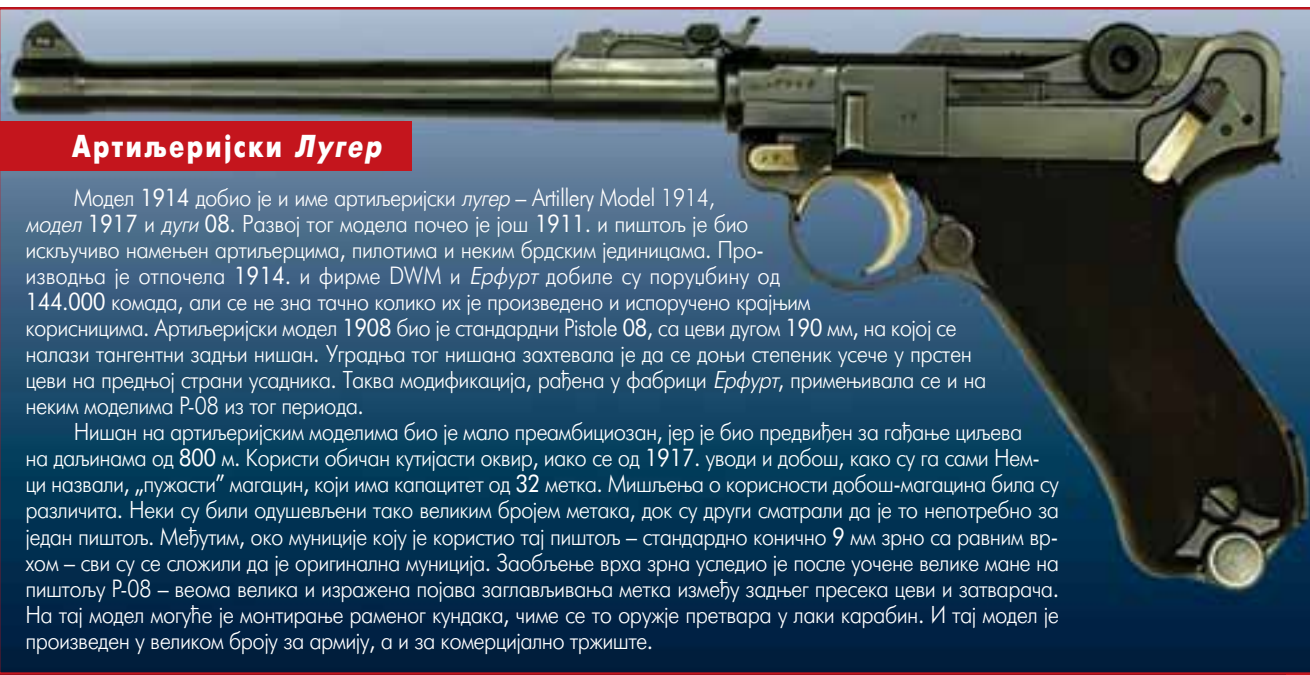 Артиљеријски Лугер
Модел 1914 добио је и име артиљеријски лугер – Artillery Model 1914,
модел 1917 и дуги 08. Развој тог модела почео је још 1911. и пиштољ је био
искључиво намењен артиљерцима, пилотима и неким брдским јединицама. Про-
изводња је отпочела 1914. и фирме DWM и Ерфурт добиле су поруџбину од
144.000 комада, али се не зна тачно колико их је произведено и испоручено крајњим
корисницима. Артиљеријски модел 1908 био је стандардни Pistole 08, са цеви дугом 190 мм, на којој се
налази тангентни задњи нишан. Уградња тог нишана захтевала је да се доњи степеник усече у прстен
цеви на предњој страни усадника. Таква модификација, рађена у фабрици Ерфурт, примењивала се и на
неким моделима P-08 из тог периода.
Нишан на артиљеријским моделима био је мало преамбициозан, јер је био предвиђен за гађање циљева
на даљинама од 800 м. Користи обичан кутијасти оквир, иако се од 1917. уводи и добош, како су га сами Нем-
ци назвали, „пужасти” магацин, који има капацитет од 32 метка. Мишљења о корисности добош-магацина била су
различита. Неки су били одушевљени тако великим бројем метака, док су други сматрали да је то непотребно за
један пиштољ. Међутим, око муниције коју је користио тај пиштољ – стандардно конично 9 мм зрно са равним вр-
хом – сви су се сложили да је оригинална муниција. Заобљење врха зрна уследио је после уочене велике мане на
пиштољу P-08 – веома велика и изражена појава заглављивања метка између задњег пресека цеви и затварача.
На тај модел могуће је монтирање раменог кундака, чиме се то оружје претвара у лаки карабин. И тај модел је
произведен у великом броју за армију, а и за комерцијално тржиште.